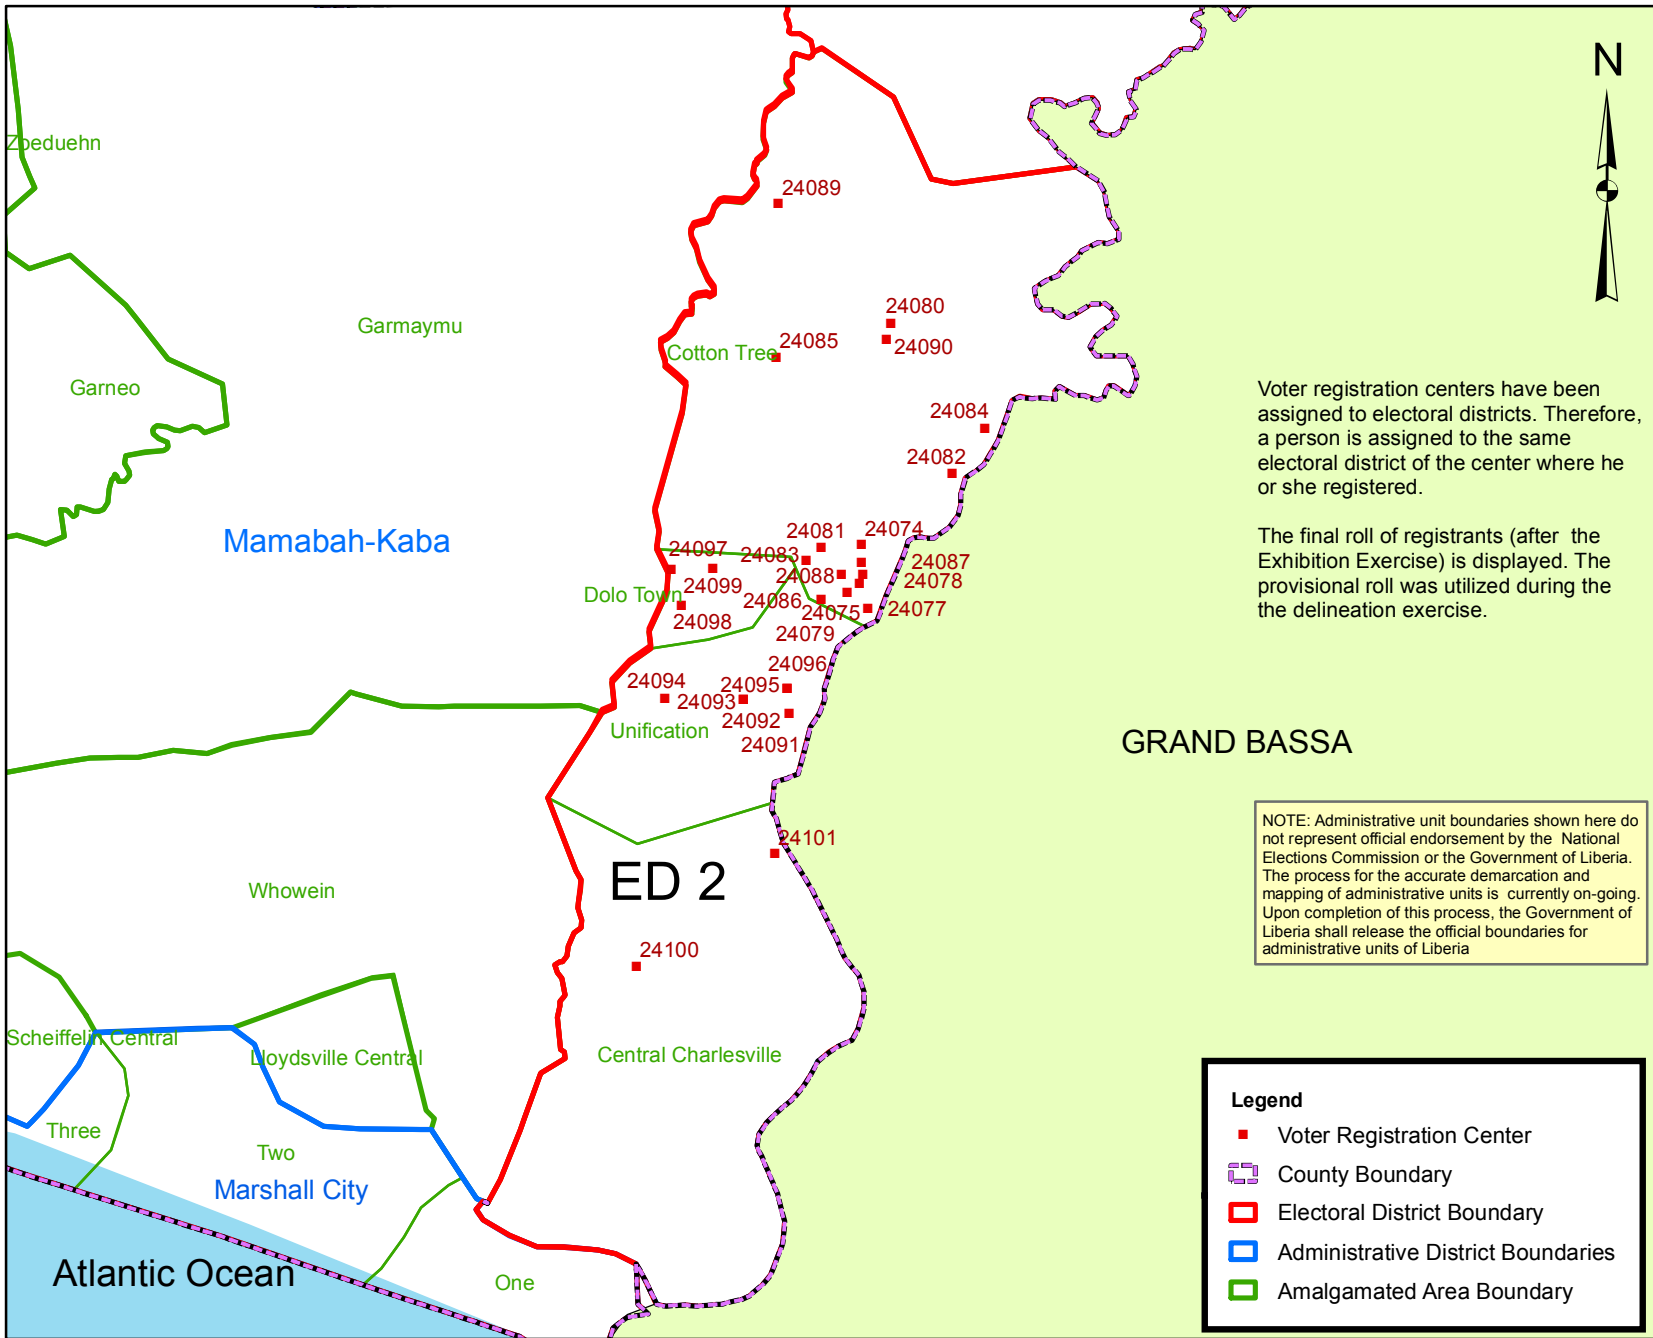 N
Zoeduehn
24089
24080
Garmaymu
24085
24090
Cotton Tree
Garneo
Voter registration centers have been
assigned to electoral districts. Therefore,
a person is assigned to the same
electoral district of the center where he
or she registered.
24084
24082
The final roll of registrants (after the
Exhibition Exercise) is displayed. The
provisional roll was utilized during the
the delineation exercise.
Mamabah-Kaba
24081
24074
24097
24083
24087
24088
24078
24099
Dolo Town
24086
24075
24077
24098
24079
24096
24094
24095
24093
24092
Unification
24091
GRAND BASSA
NOTE: Administrative unit boundaries shown here do
not represent official endorsement by the National
Elections Commission or the Government of Liberia.
The process for the accurate demarcation and
mapping of administrative units is currently on-going.
Upon completion of this process, the Government of
Liberia shall release the official boundaries for
administrative units of Liberia
24101
ED 2
Whowein
24100
Scheiffelin Central
Lloydsville Central
Central Charlesville
Three
Two
Marshall City
Atlantic Ocean
One
Legend
Voter Registration Center
County Boundary
Electoral District Boundary
Administrative District Boundaries
Amalgamated Area Boundary